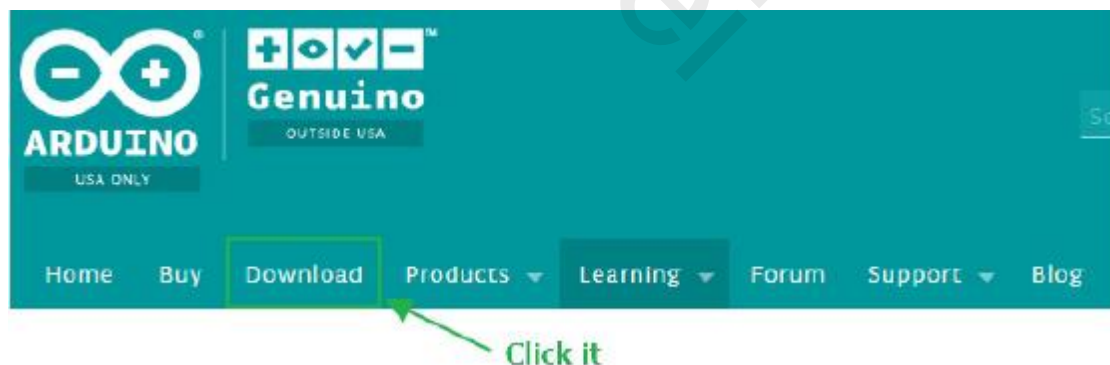 Genuino
OUTSIDE USA
ARDUINO
USA ONLY
Home Buy Download Products Learning Forum Support Blog
Click it